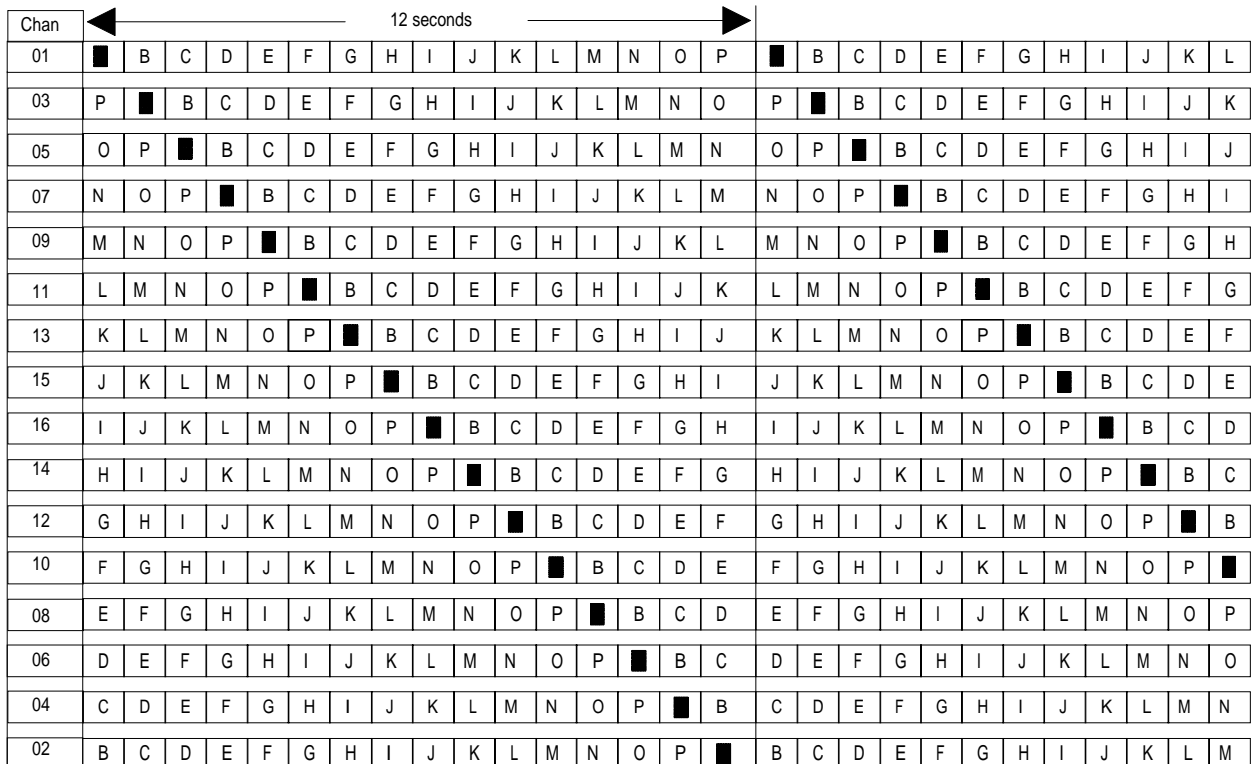 Chan 12 seconds
01 B C D E F G H I J K L M N O P B C D E F G H I J K L
03 P B C D E F G H I J K L M N O P B C D E F G H I J K
05 O P B C D E F G H I J K L M N O P B C D E F G H I J
07 N O P B C D E F G H I J K L M N O P B C D E F G H I
09 M N O P B C D E F G H I J K L M N O P B C D E F G H
11 L M N O P B C D E F G H I J K L M N O P B C D E F G
13 K L M N O P B C D E F G H I J K L M N O P B C D E F
15 J K L M N O P B C D E F G H I J K L M N O P B C D E
16 I J K L M N O P B C D E F G H I J K L M N O P B C D
14 H I J K L M N O P B C D E F G H I J K L M N O P B C
12 G H I J K L M N O P B C D E F G H I J K L M N O P B
10 F G H I J K L M N O P B C D E F G H I J K L M N O P
08 E F G H I J K L M N O P B C D E F G H I J K L M N O P
06 D E F G H I J K L M N O P B C D E F G H I J K L M N O
04 C D E F G H I J K L M N O P B C D E F G H I J K L M N
02 B C D E F G H I J K L M N O P B C D E F G H I J K L M